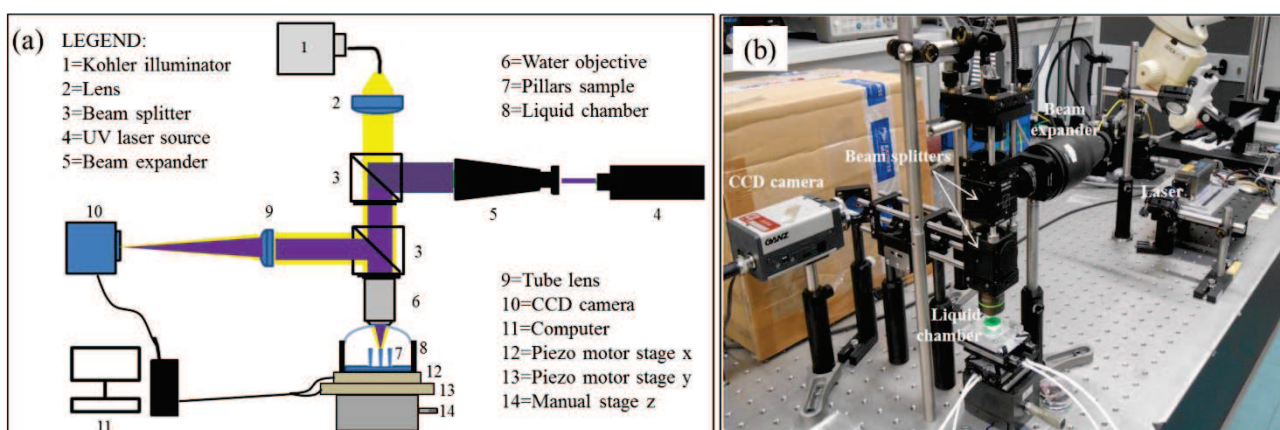 (a)
LEGEND:
1=Kohler illuminator
2=Lens
3=Beam splitter
4=UV laser source
5=Beam expander
6=Water objective
7=Pillars sample
8=Liquid chamber
1
2
3
5
4
10
9
3
6
7
8
12
13
14
11
9=Tube lens
10=CCD camera
11=Computer
12=Piezo motor stage x
13=Piezo motor stage y
14=Manual stage z
(b)
Beam
expander
Beam splitters
CCD camera
Laser
GANZ
Liquid
chamber